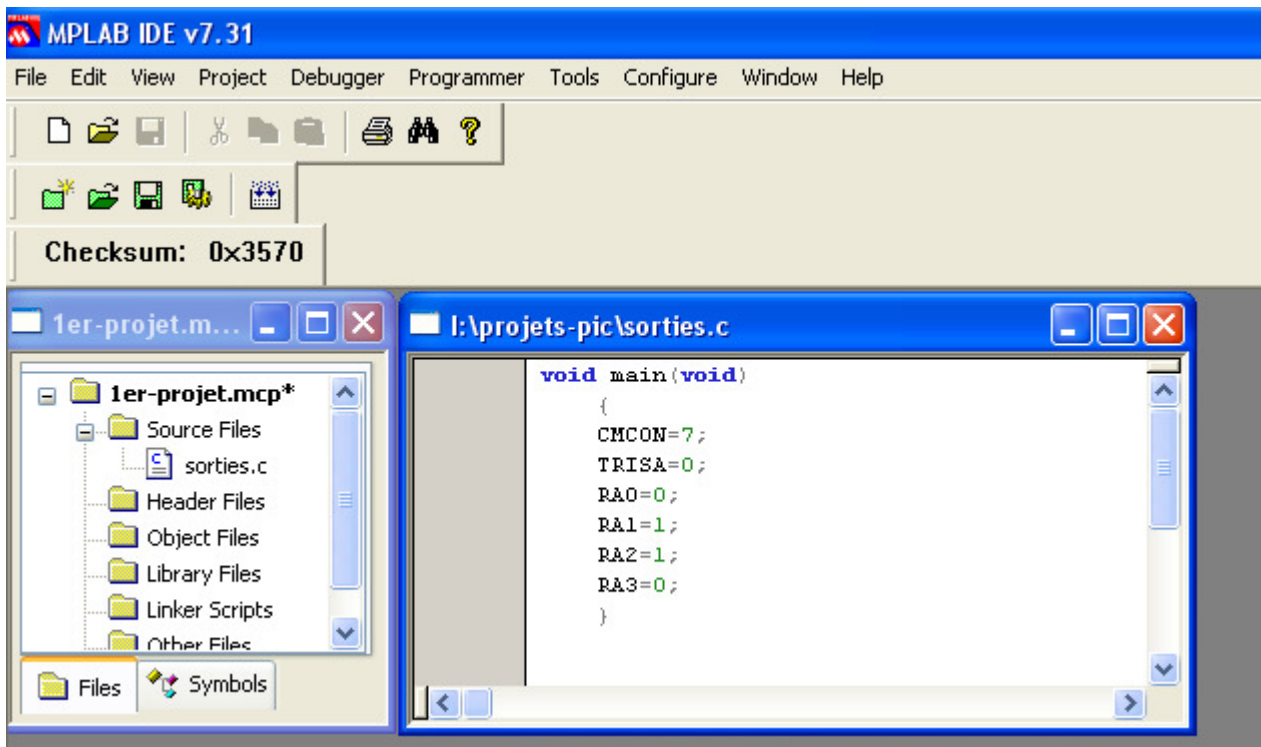 MPLAB IDE v7.31
File Edit View Project Debugger Programmer Tools Configure Window Help
Checksum: 0x3570
1er-projet.m...
1er-projet.mcp*
Source Files
sorties.c
Header Files
Object Files
Library Files
Linker Scripts
Other Files
Files Symbols
I:\projets-pic\sorties.c
void main(void)
{
CMCON=7;
TRISA=0;
RA0=0;
RA1=1;
RA2=1;
RA3=0;
}